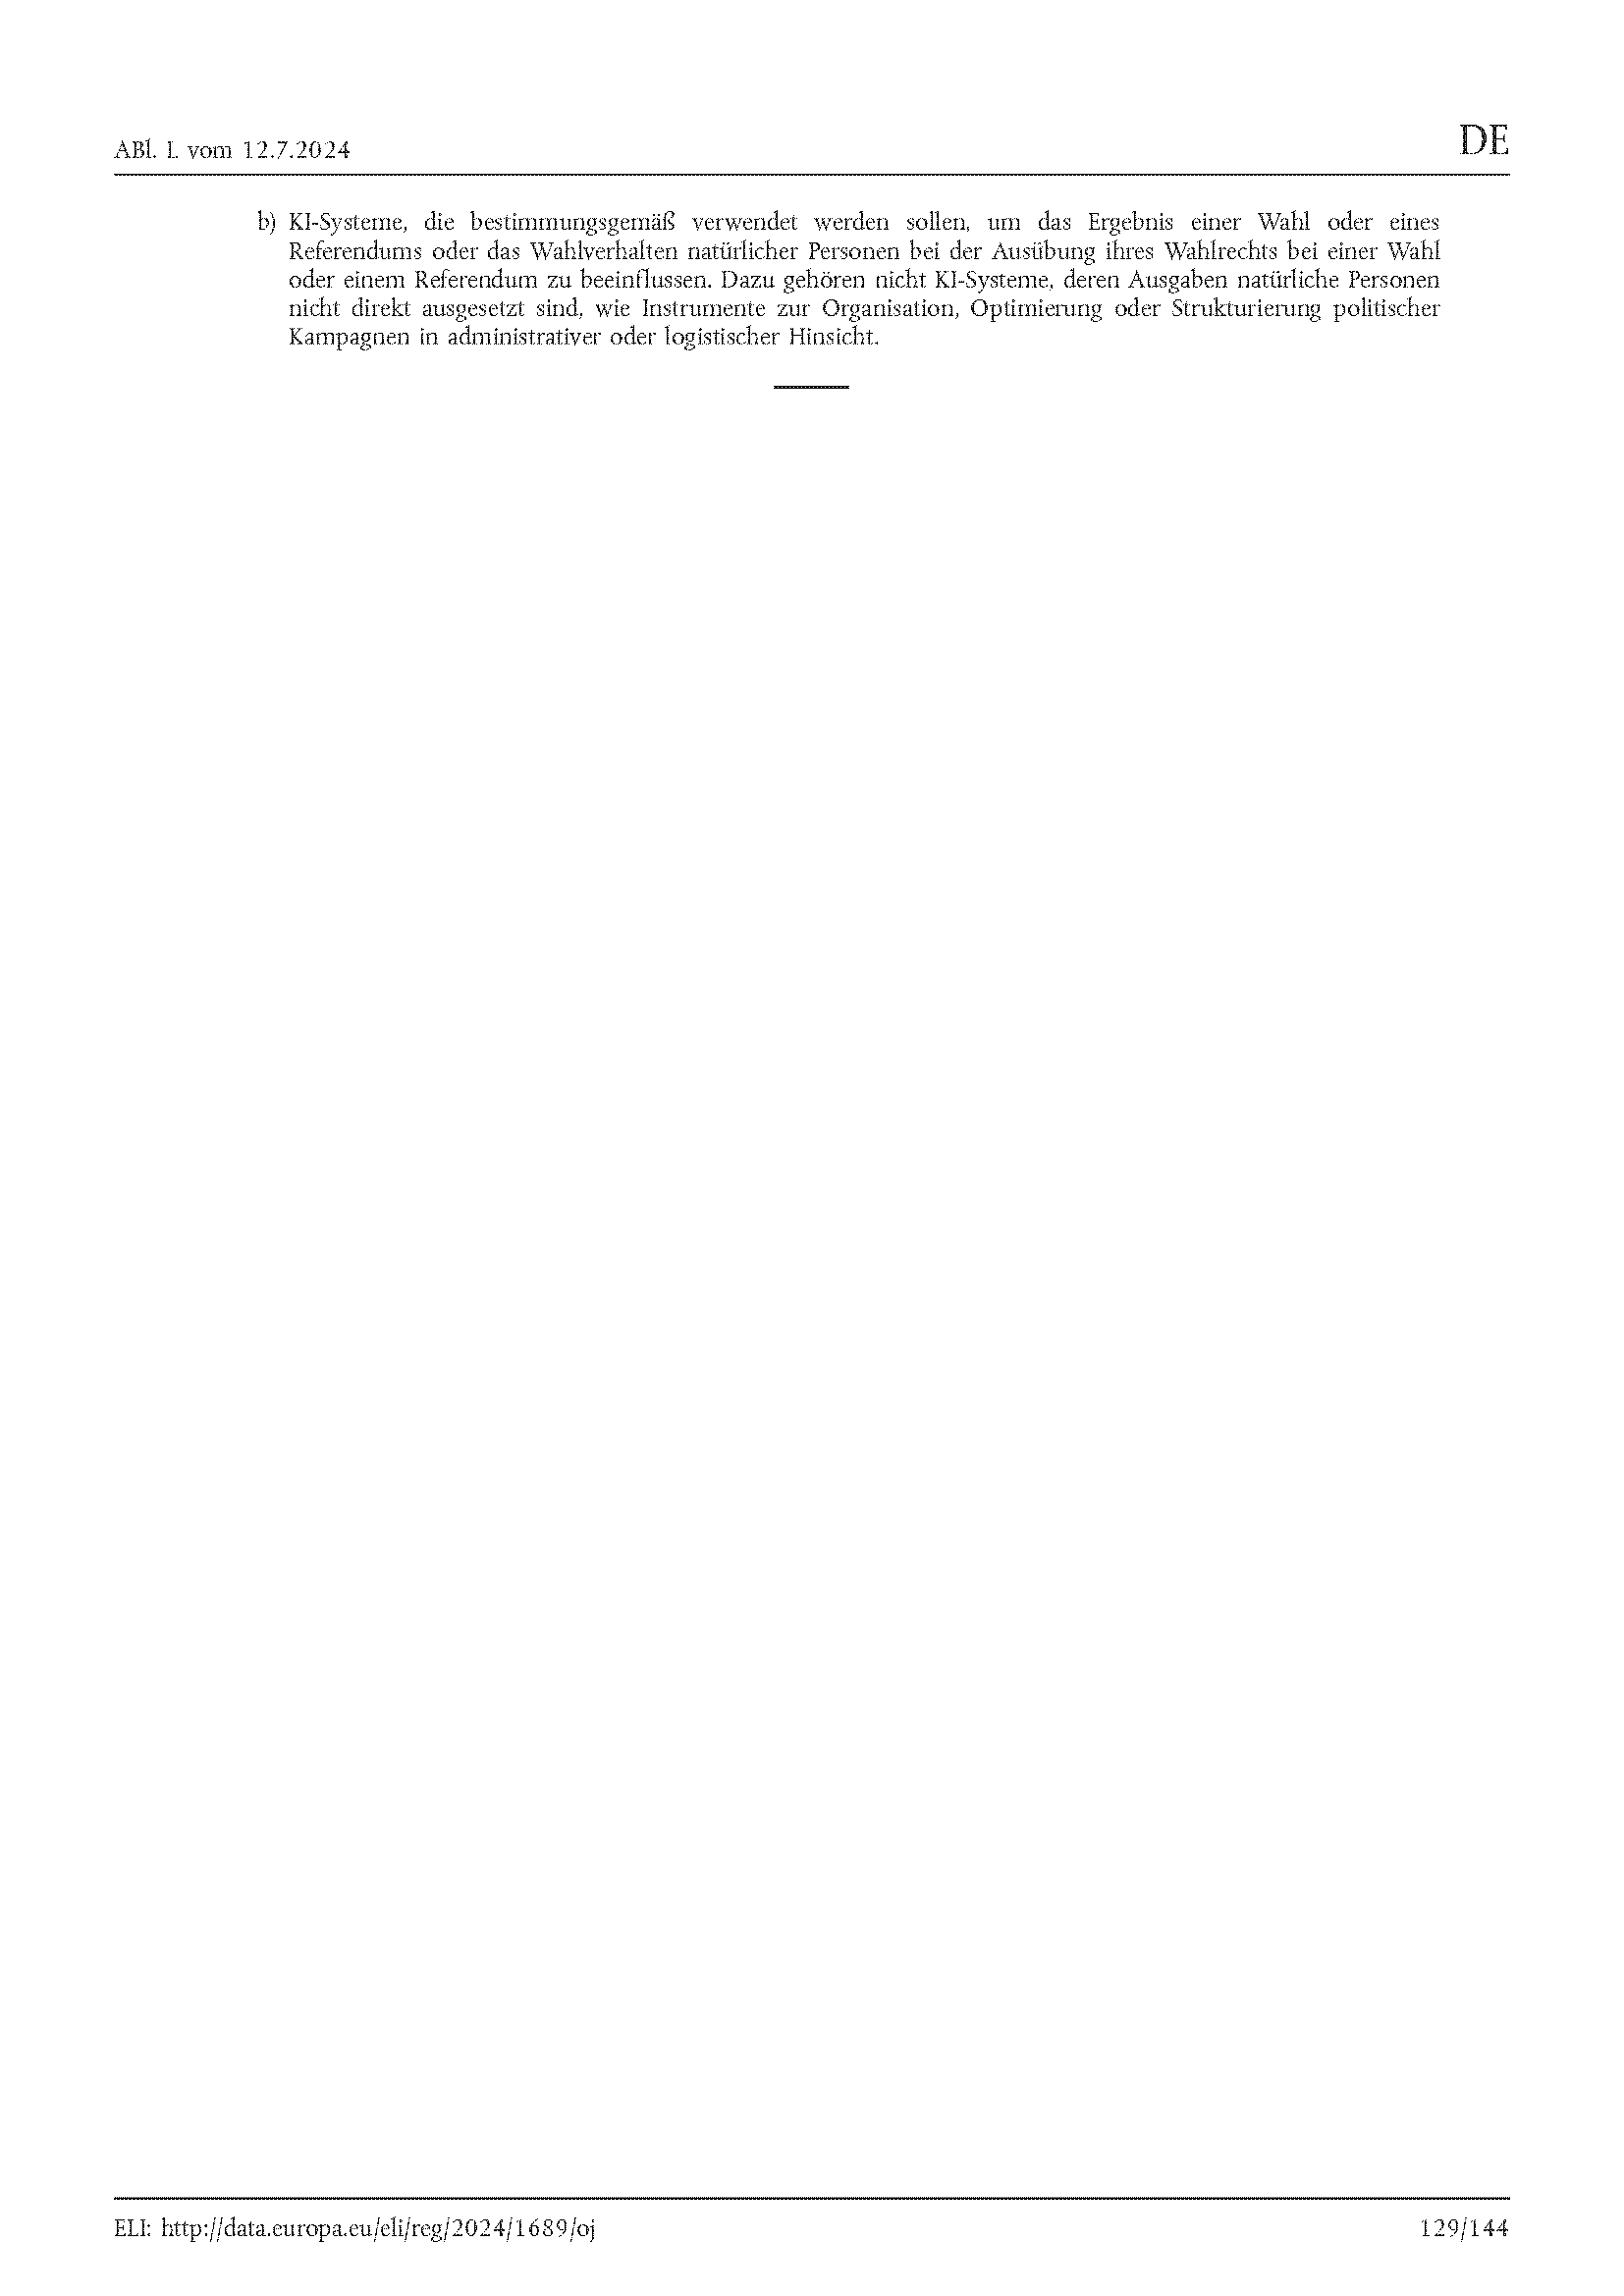 ABl. L vom 12.7.2024
DE
b) KI-Systeme, die bestimmungsgemäß verwendet werden sollen, um das Ergebnis einer Wahl oder eines
Referendums oder das Wahlverhalten natürlicher Personen bei der Ausübung ihres Wahlrechts bei einer Wahl
oder einem Referendum zu beeinflussen. Dazu gehören nicht KI-Systeme, deren Ausgaben natürliche Personen
nicht direkt ausgesetzt sind, wie Instrumente zur Organisation, Optimierung oder Strukturierung politischer
Kampagnen in administrativer oder logistischer Hinsicht.
ELI: http://data.europa.eu/eli/reg/2024/1689/oj
129/144